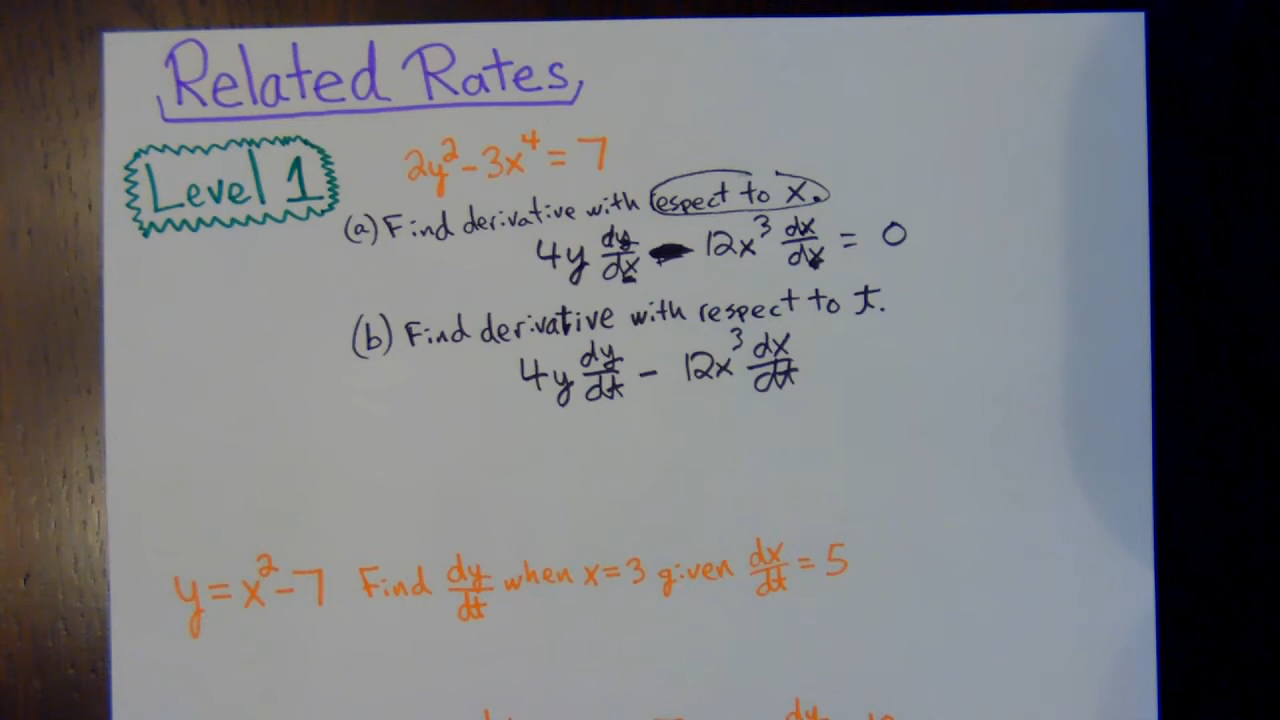 Related Rates
Level 1
2y² - 3x⁴ = 7
(a) Find derivative with respect to x.
4y dy/dx - 12x³ dx/dx = 0
(b) Find derivative with respect to t.
4y dy/dt - 12x³ dx/dt
y = x² - 7 Find dy/dt when x = 3 given dx/dt = 5